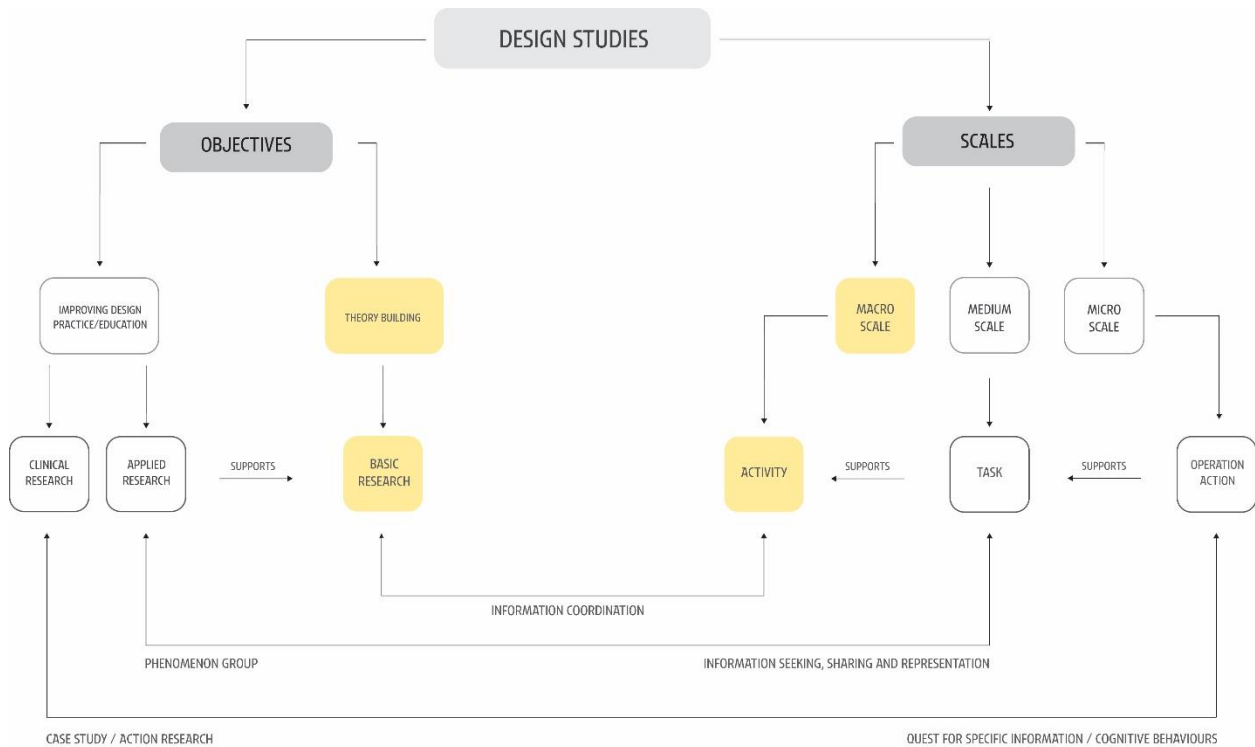 DESIGN STUDIES
OBJECTIVES
SCALES
IMPROVING DESIGN
PRACTICE/EDUCATION
THEORY BUILDING
MACRO
SCALE
MEDIUM
SCALE
MICRO
SCALE
CLINICAL
RESEARCH
APPLIED
RESEARCH
SUPPORTS
BASIC
RESEARCH
ACTIVITY
SUPPORTS
TASK
SUPPORTS
OPERATION
ACTION
INFORMATION COORDINATION
PHENOMENON GROUP
INFORMATION SEEKING, SHARING AND REPRESENTATION
CASE STUDY / ACTION RESEARCH
QUEST FOR SPECIFIC INFORMATION / COGNITIVE BEHAVIOURS